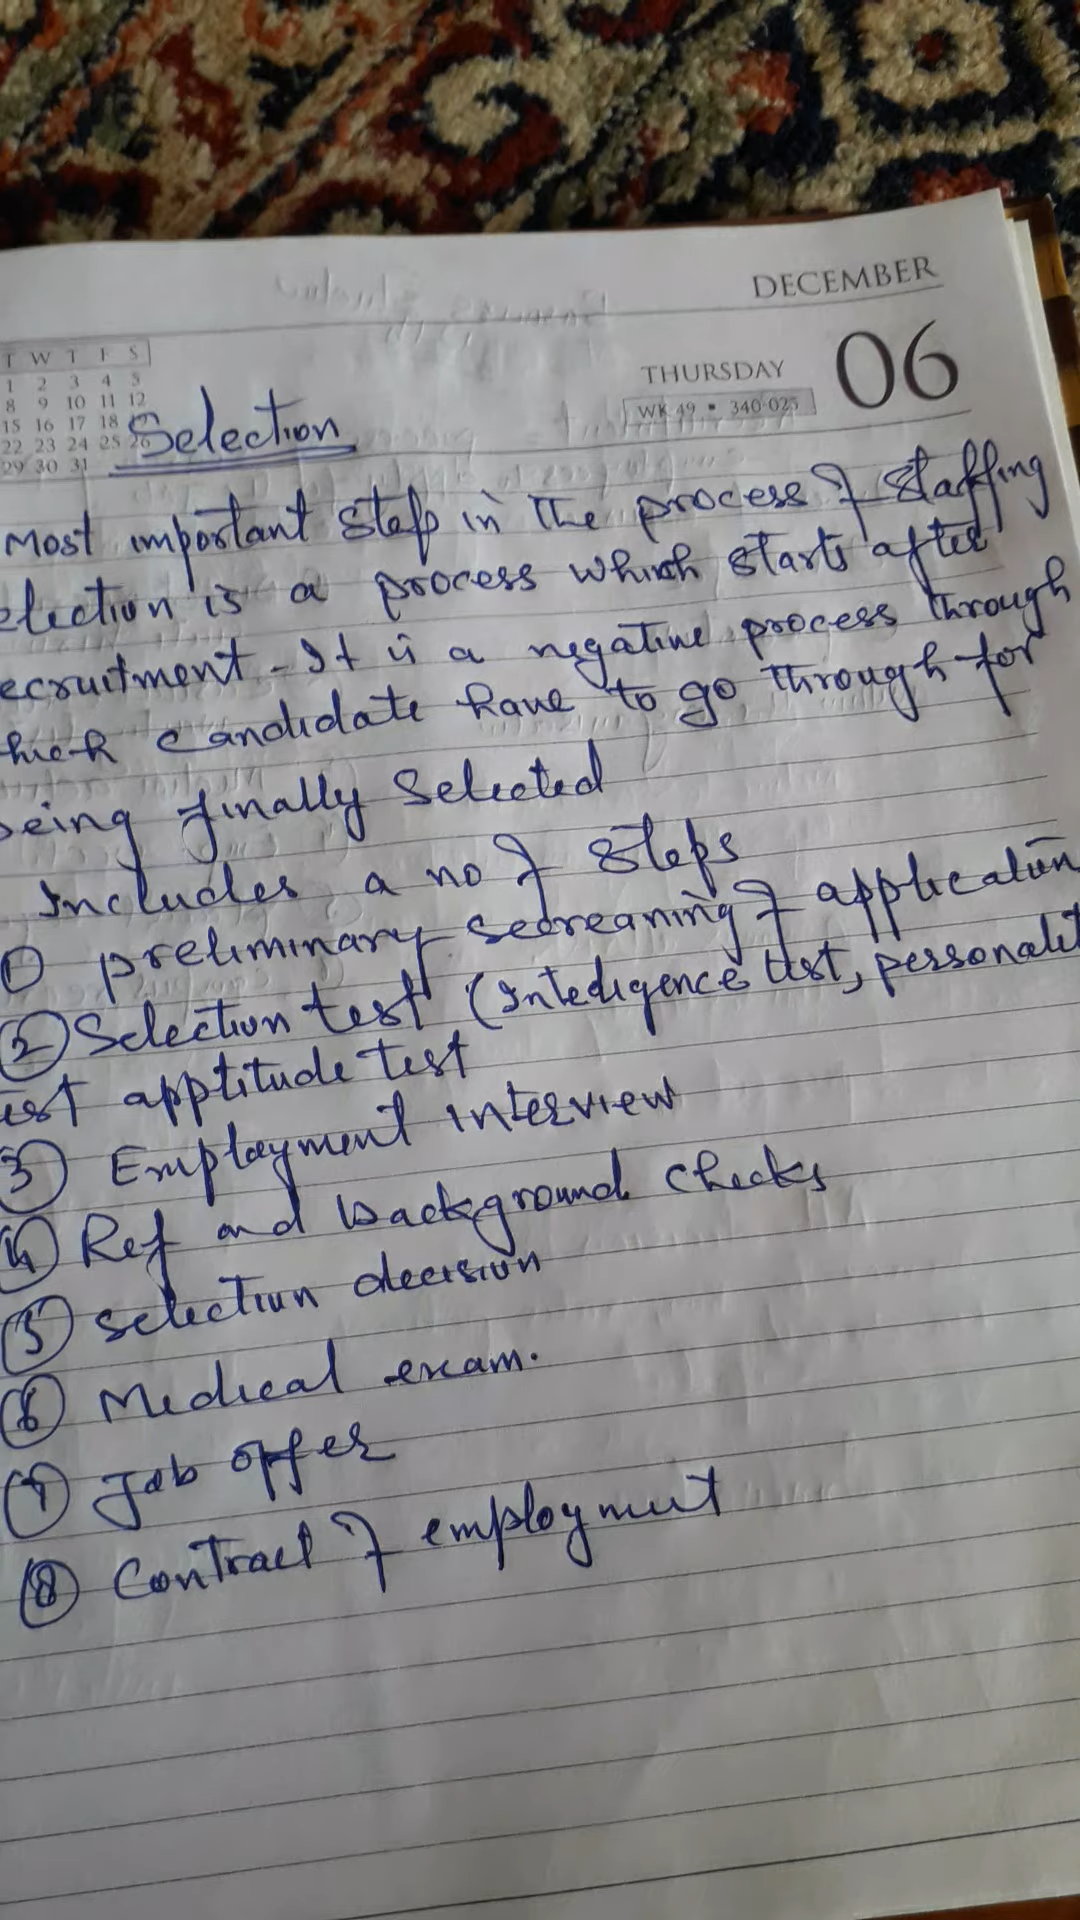 DECEMBER
THURSDAY
06
WK 49 • 340-025
T W T F S
1 2 3 4 5
8 9 10 11 12
15 16 17 18 19
22 23 24 25 26
29 30 31
Selection
Most important step in the process of staffing
election is a process which starts after
ecruitment. It is a negative process through
hich candidate have to go through for
being finally selected
Includes a no of steps
① preliminary secreaning of application
② Selection test (Intelligence test, personalit
est apptitude test
③ Employment interview
④ Ref and background checks
⑤ selection decision
⑥ Medical exam.
⑦ Job offer
⑧ Contract of employment